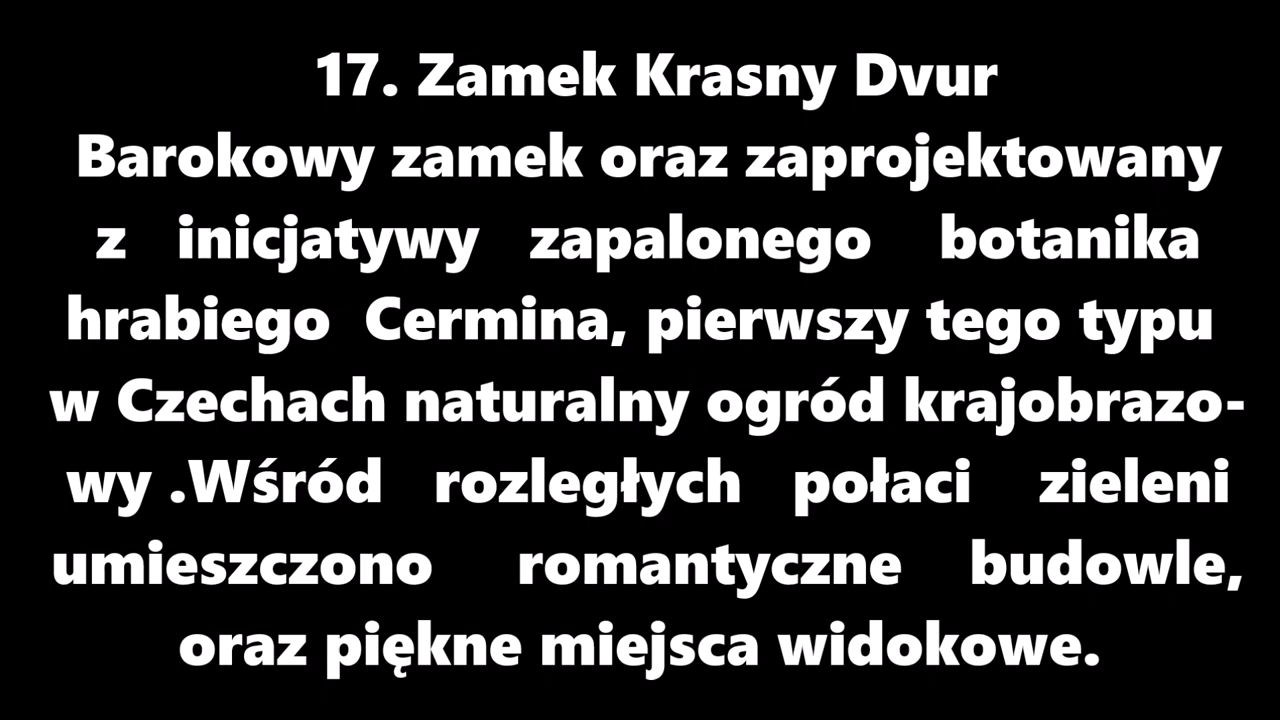 17. Zamek Krasny Dvur
Barokowy zamek oraz zaprojektowany
z inicjatywy zapalonego botanika
hrabiego Cermina, pierwszy tego typu
w Czechach naturalny ogród krajobrazo-
wy .Wśród rozległych połaci zieleni
umieszczono romantyczne budowle,
oraz piękne miejsca widokowe.